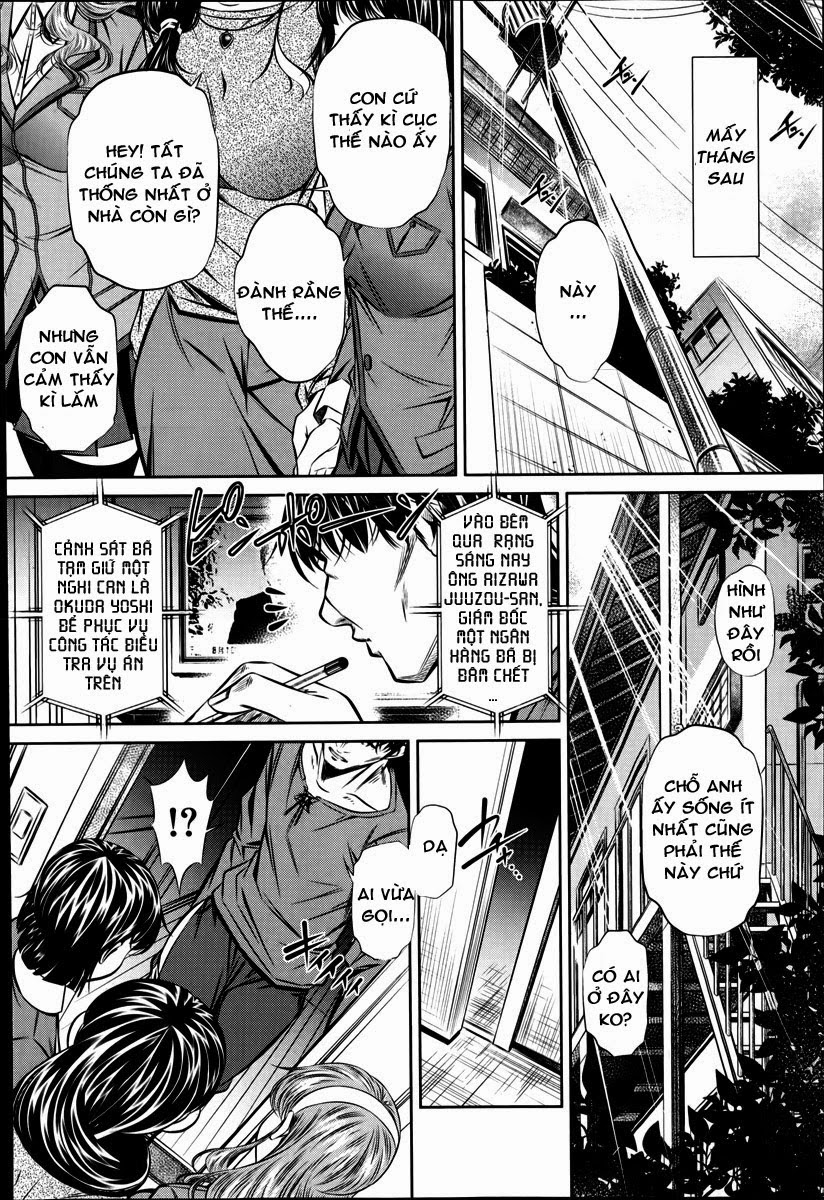 MẤY
THÁNG
SAU
NÀY
...
CON CỨ
THẤY KÌ CỤC
THẾ NÀO ẤY
HEY! TẤT
CHÚNG TA ĐÃ
THỐNG NHẤT Ở
NHÀ CÒN GÌ?
ĐÀNH RẰNG
THẾ....
NHƯNG
CON VẪN
CẢM THẤY
KÌ LẮM
HÌNH
NHƯ
ĐÂY
RỒI
CHỖ ANH
ẤY SỐNG ÍT
NHẤT CŨNG
PHẢI THẾ
NÀY CHỨ
CÓ AI
Ở ĐÂY
KO?
ピンポーン
VÀO ĐÊM
QUA RẠNG
SÁNG NAY
ÔNG AIZAWA
JUUZOU-SAN,
GIÁM ĐỐC
MỘT NGÂN
HÀNG ĐÃ BỊ
ĐÂM CHẾT
...
CẢNH SÁT ĐÃ
TẠM GIỮ MỘT
NGHI CAN LÀ
OKUDA YOSHI
ĐỂ PHỤC VỤ
CÔNG TÁC ĐIỀU
TRA VỤ ÁN
TRÊN
DẠ
AI VỪA
GỌI...
!?